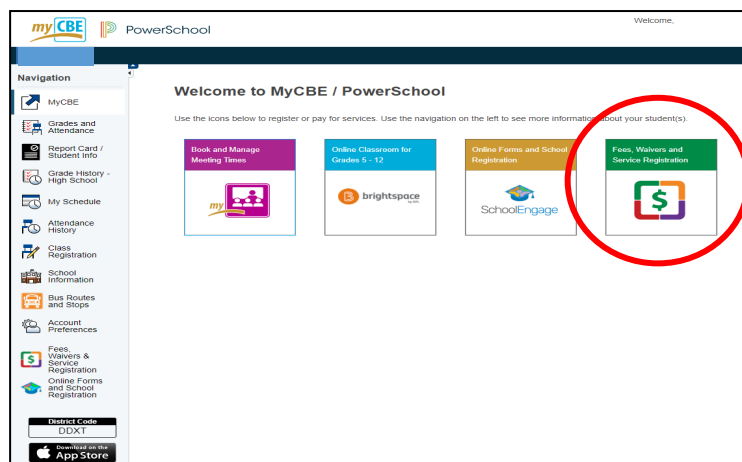 my CBE PowerSchool
Welcome,
Navigation
MyCBE
Grades and
Attendance
Report Card /
Student Info
Grade History -
High School
My Schedule
Attendance
History
Class
Registration
School
Information
Bus Routes
and Stops
Account
Preferences
Fees,
Waivers &
Service
Registration
Online Forms
and School
Registration
District Code
DDXT
Download on the
App Store
Welcome to MyCBE / PowerSchool
Use the icons below to register or pay for services. Use the navigation on the left to see more information about your student(s).
Book and Manage
Meeting Times
my
Online Classroom for
Grades 5 - 12
brightspace
by D2L
Online Forms and School
Registration
SchoolEngage
Fees, Waivers and
Service Registration
$